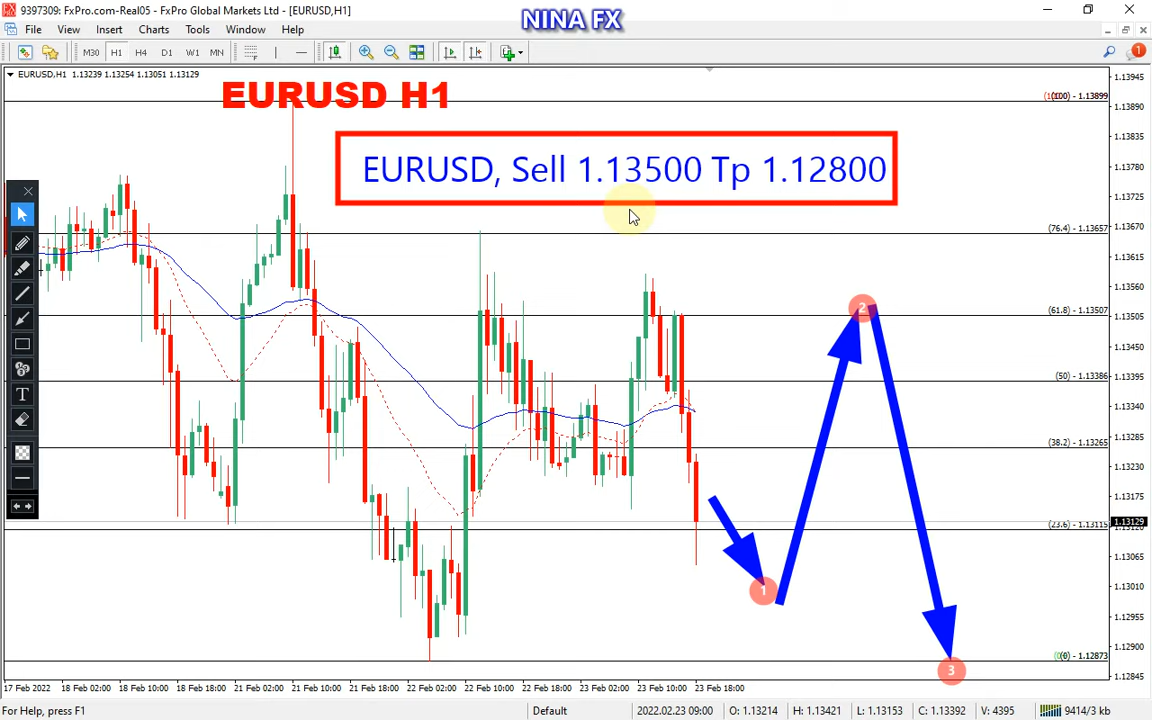 9397309: FxPro.com-Real05 - FxPro Global Markets Ltd - [EURUSD,H1]
NINA FX
File View Insert Charts Tools Window Help
M30 H1 H4 D1 W1 MN
1
EURUSD,H1 1.13239 1.13254 1.13051 1.13129
EURUSD H1
EURUSD, Sell 1.13500 Tp 1.12800
1.13945
(100) - 1.13899
1.13890
1.13835
1.13780
1.13725
(76.4) - 1.13657
1.13670
1.13615
1.13560
(61.8) - 1.13507
1.13505
1.13450
(50) - 1.13386
1.13395
1.13340
1.13285
(38.2) - 1.13265
1.13230
1.13175
1.13129
(23.6) - 1.13115
1.13120
1.13065
1.13010
1.12955
1.12900
(0) - 1.12873
1.12845
T
1
2
3
17 Feb 2022 18 Feb 02:00 18 Feb 10:00 18 Feb 18:00 21 Feb 02:00 21 Feb 10:00 21 Feb 18:00 22 Feb 02:00 22 Feb 10:00 22 Feb 18:00 23 Feb 02:00 23 Feb 10:00 23 Feb 18:00
For Help, press F1 Default 2022.02.23 09:00 O: 1.13214 H: 1.13421 L: 1.13153 C: 1.13392 V: 4395 9414/3 kb